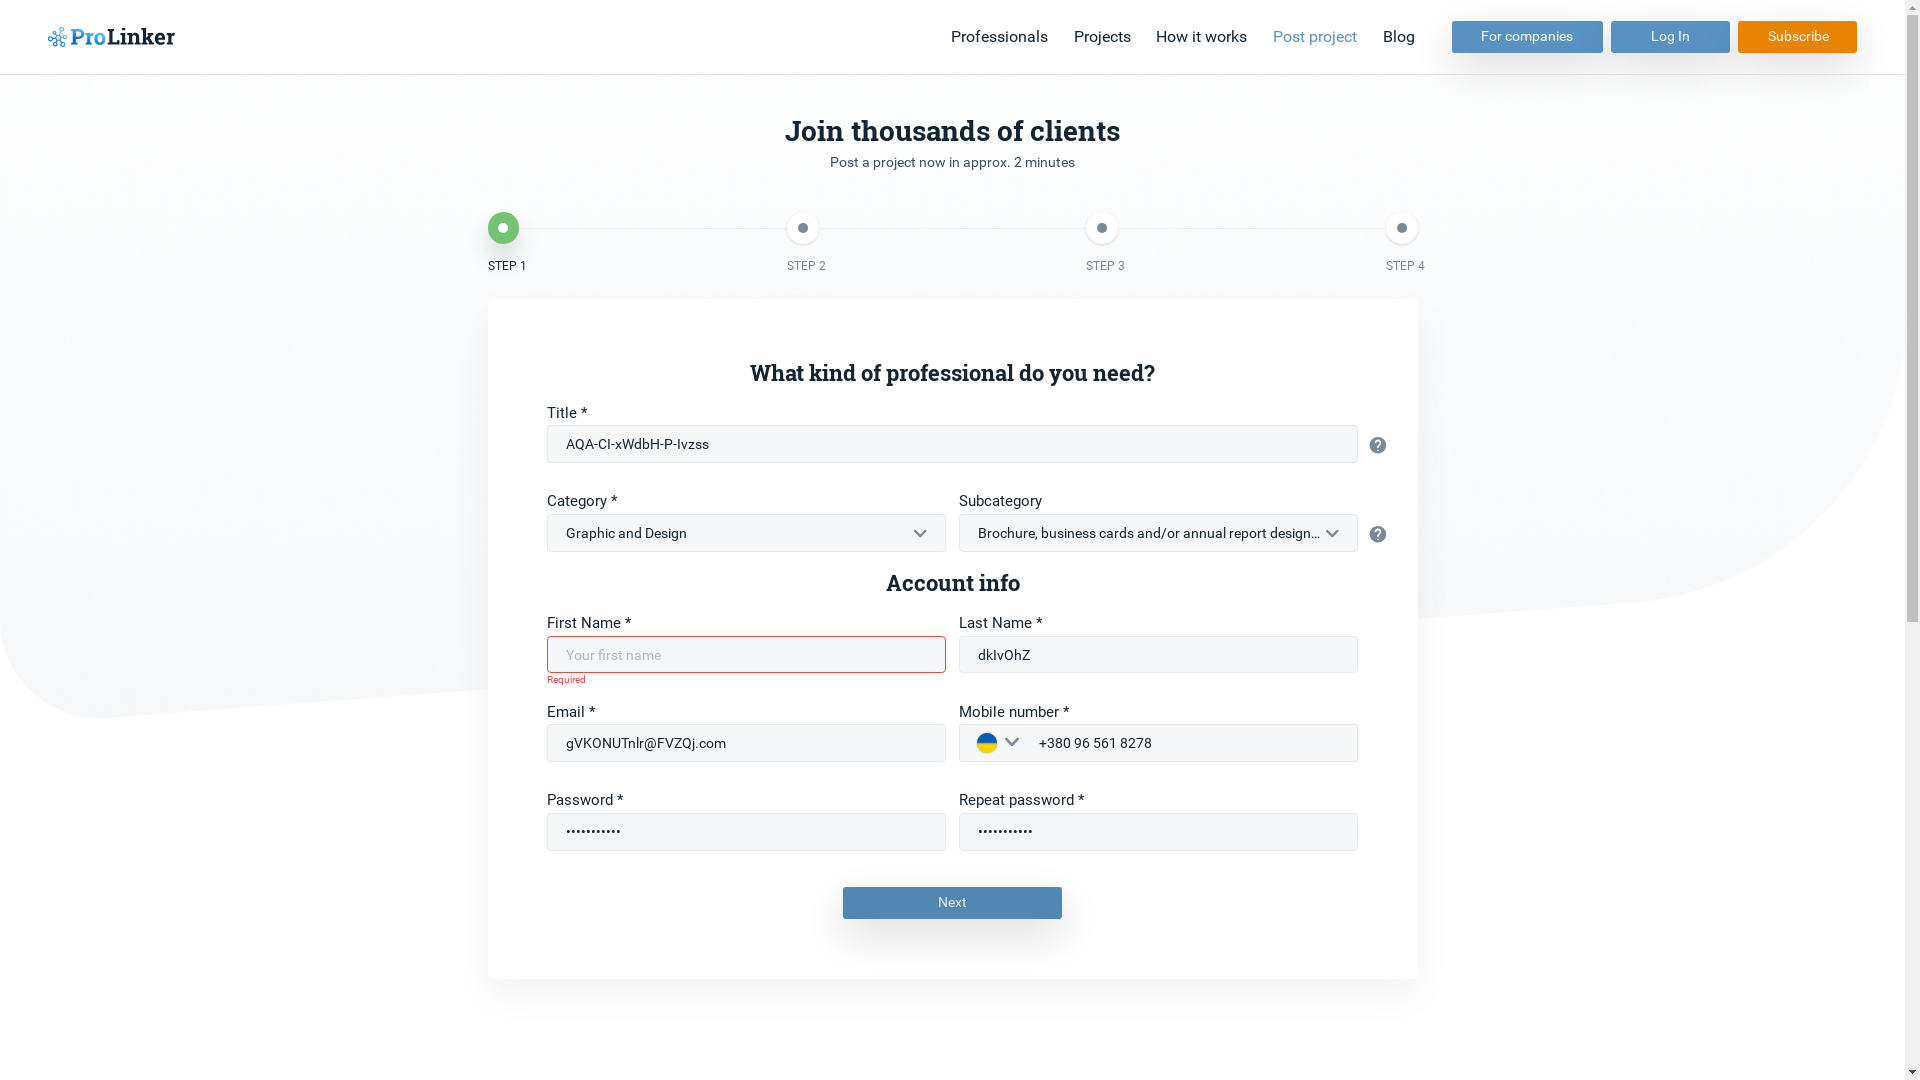 ProLinker
Professionals
Projects
How it works
Post project
Blog
For companies
Log In
Subscribe
Join thousands of clients
Post a project now in approx. 2 minutes
STEP 1
STEP 2
STEP 3
STEP 4
What kind of professional do you need?
Title *
AQA-CI-xWdbH-P-Ivzss
Category *
Subcategory
Graphic and Design
Brochure, business cards and/or annual report design...
Account info
First Name *
Last Name *
Your first name
dkIvOhZ
Required
Email *
Mobile number *
gVKONUTnlr@FVZQj.com
+380 96 561 8278
Password *
Repeat password *
•••••••••••
•••••••••••
Next